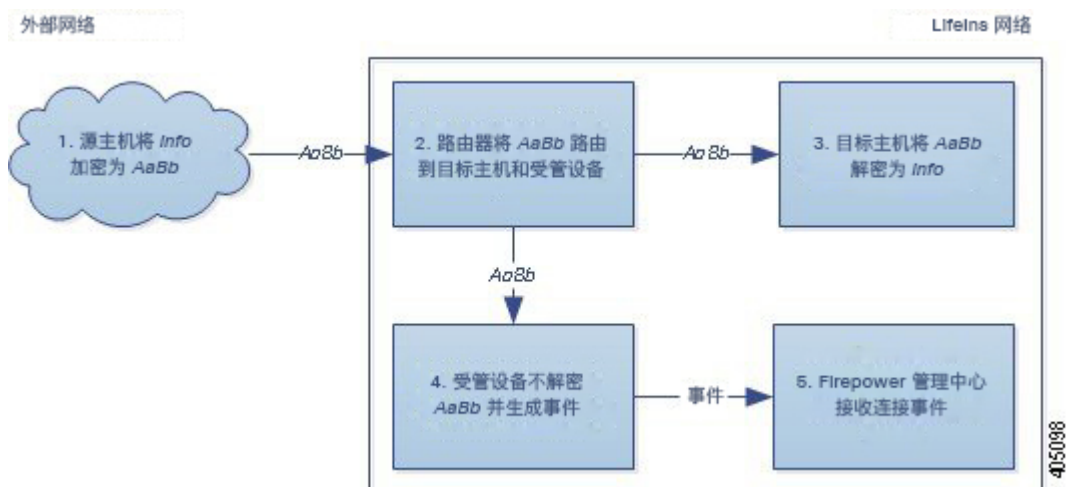 外部网络
LifeIns 网络
1. 源主机将 Info
加密为 AaBb
AaBb
2. 路由器将 AaBb 路由
到目标主机和受管设备
AaBb
3. 目标主机将 AaBb
解密为 Info
AaBb
4. 受管设备不解密
AaBb 并生成事件
事件
5. Firepower 管理中心
接收连接事件
405098